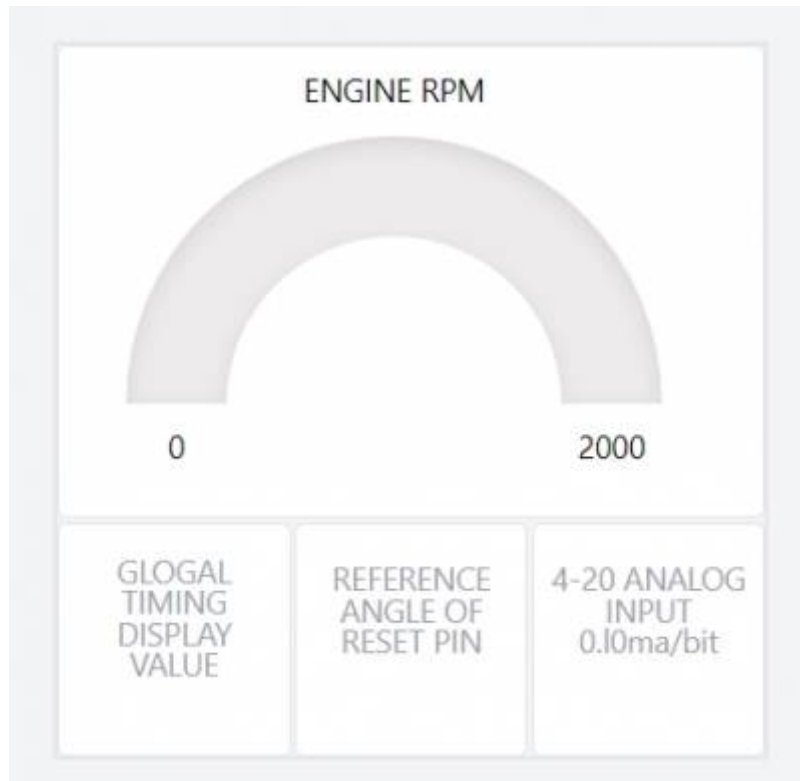 ENGINE RPM
0
2000
GLOGAL
TIMING
DISPLAY
VALUE
REFERENCE
ANGLE OF
RESET PIN
4-20 ANALOG
INPUT
0.l0ma/bit